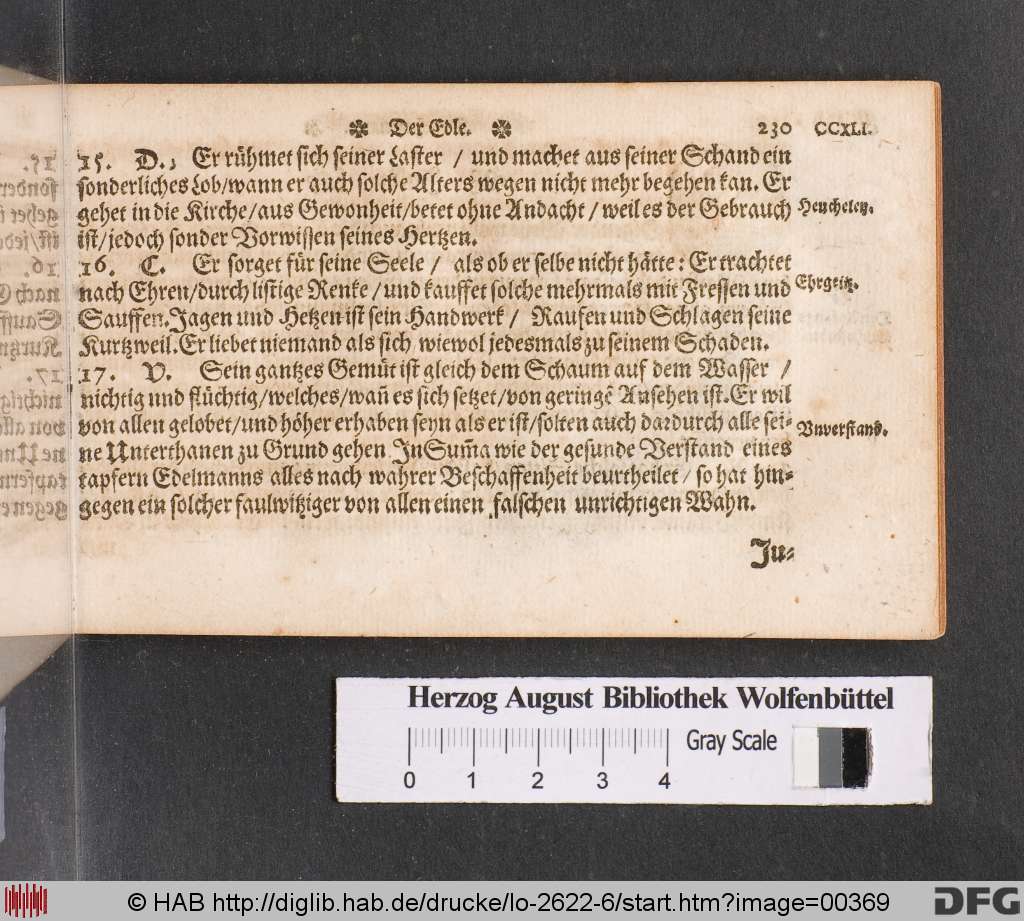 ✽ Der Edle. ✽ 230 CCXLI.
15. D., Er rühmet sich seiner Laster / und machet aus seiner Schand ein
sonderliches Lob/wann er auch solche Alters wegen nicht mehr begehen kan. Er
gehet in die Kirche/aus Gewonheit/betet ohne Andacht / weil es der Gebrauch
Heucheley.
ist/jedoch sonder Vorwissen seines Hertzen.
16. C. Er sorget für seine Seele / als ob er selbe nicht hätte: Er trachtet
nach Ehren/durch listige Renke / und kauffet solche mehrmals mit Fressen und
Ehrgeitz.
Sauffen. Jagen und Hetzen ist sein Handwerk / Raufen und Schlagen seine
Kurtzweil. Er liebet niemand als sich wiewol jedesmals zu seinem Schaden.
17. V. Sein gantzes Gemüt ist gleich dem Schaum auf dem Wasser /
nichtig und flüchtig/welches/wañ es sich setzet/von geringẽ Ansehen ist. Er wil
von allen gelobet/und höher erhaben seyn als er ist/solten auch dardurch alle sei-
Unverstand.
ne Unterthanen zu Grund gehen In Sum̃a wie der gesunde Verstand eines
tapfern Edelmanns alles nach wahrer Beschaffenheit beurtheilet / so hat hin-
gegen ein solcher faulwitziger von allen einen falschen unrichtigen Wahn.
Ju-
Herzog August Bibliothek Wolfenbüttel
Gray Scale
0 1 2 3 4
© HAB http://diglib.hab.de/drucke/lo-2622-6/start.htm?image=00369
DFG